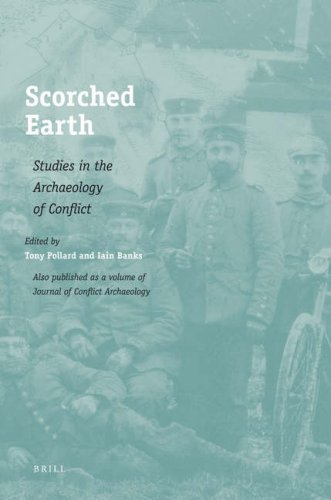 Scorched
Earth
Studies in the
Archaeology
of Conflict
Edited by
Tony Pollard and Iain Banks
Also published as a volume of
Journal of Conflict Archaeology
BRILL